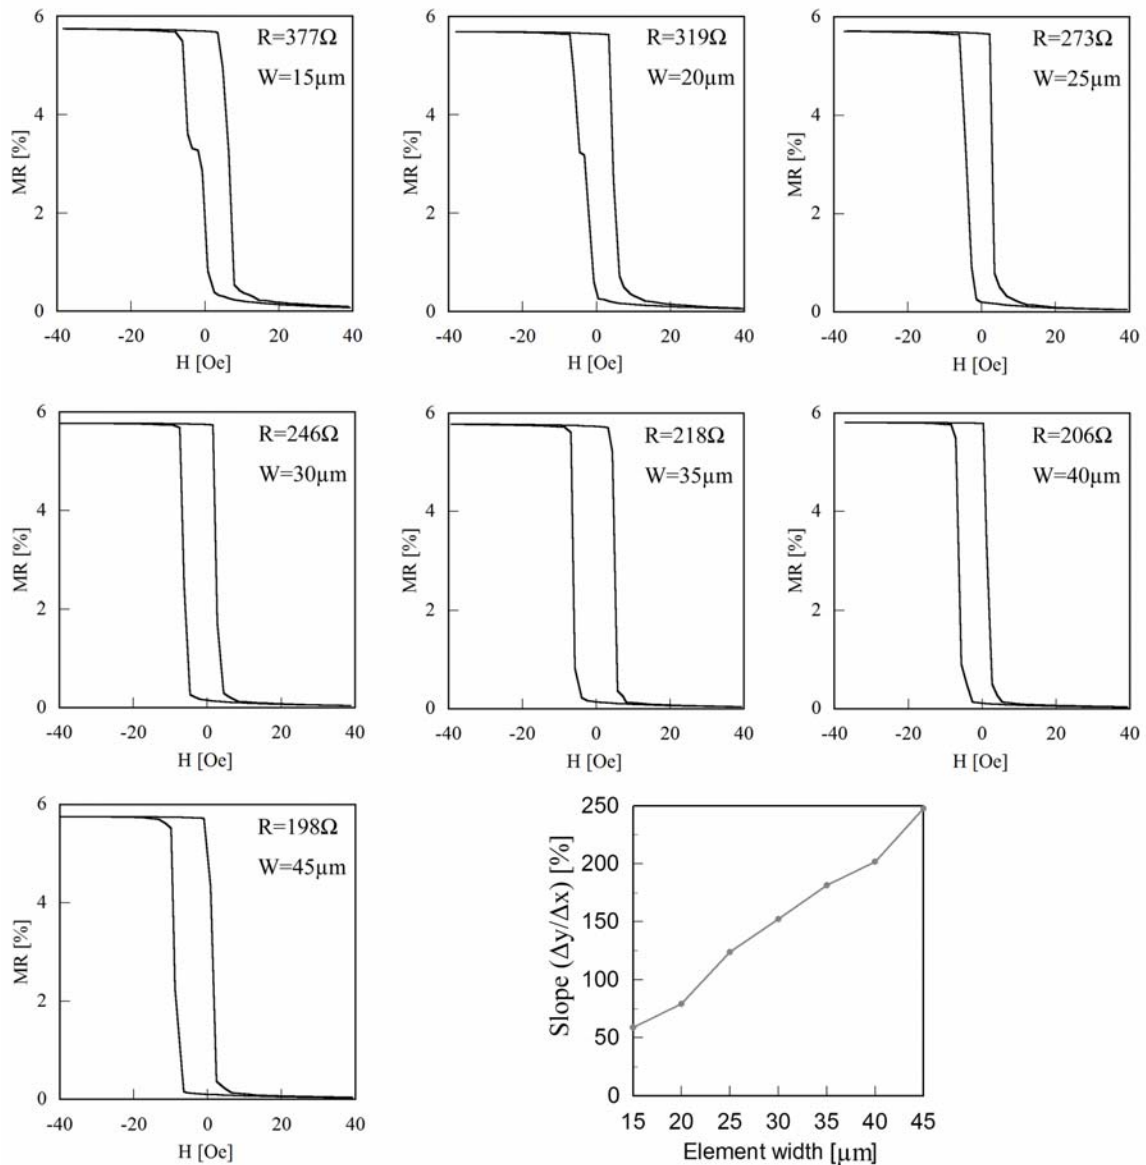 6
R=377Ω
W=15μm
4
MR [%]
2
0
-40 -20 0 20 40
H [Oe]
6
R=319Ω
W=20μm
4
MR [%]
2
0
-40 -20 0 20 40
H [Oe]
6
R=273Ω
W=25μm
4
MR [%]
2
0
-40 -20 0 20 40
H [Oe]
6
R=246Ω
W=30μm
4
MR [%]
2
0
-40 -20 0 20 40
H [Oe]
6
R=218Ω
W=35μm
4
MR [%]
2
0
-40 -20 0 20 40
H [Oe]
6
R=206Ω
W=40μm
4
MR [%]
2
0
-40 -20 0 20 40
H [Oe]
6
R=198Ω
W=45μm
4
MR [%]
2
0
-40 -20 0 20 40
H [Oe]
250
200
150
100
50
0
Slope (Δy/Δx) [%]
15 20 25 30 35 40 45
Element width [μm]